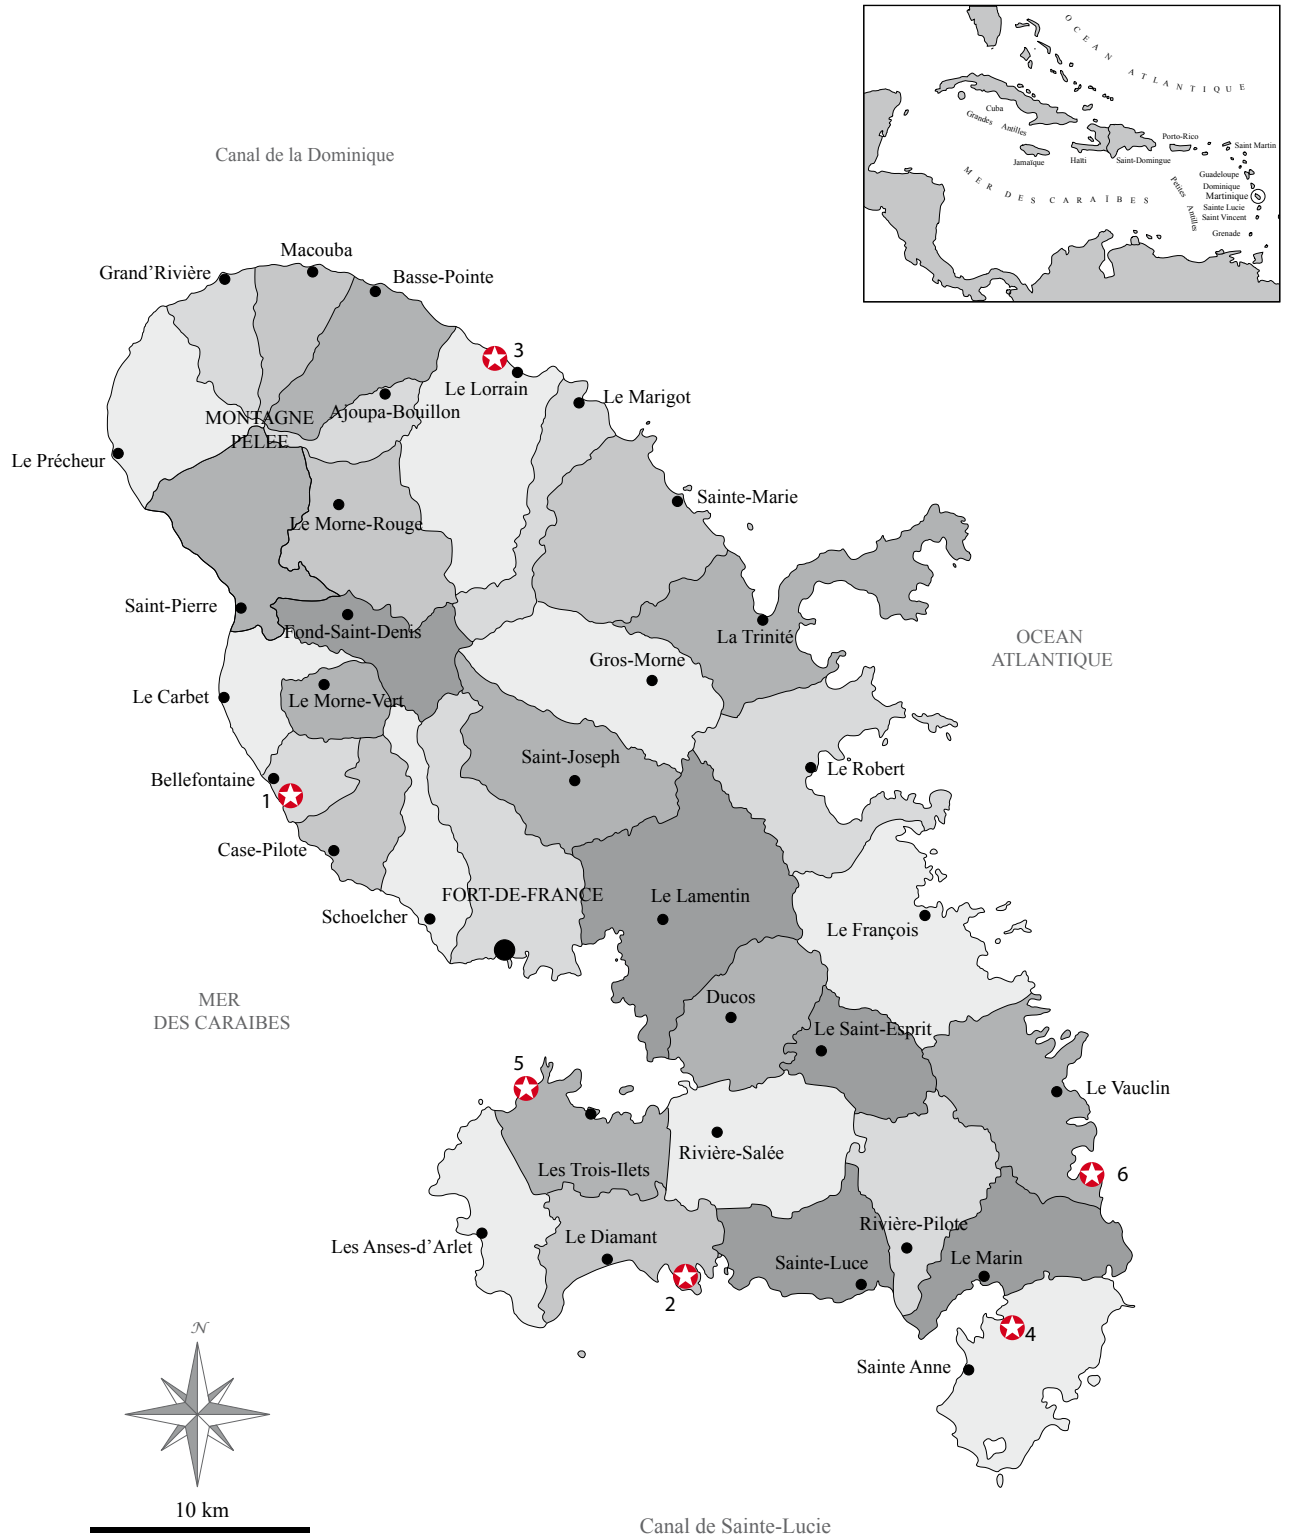 OCEAN ATLANTIQUE
Cuba
Grandes Antilles
Porto-Rico
Saint Martin
Jamaïque
Haïti
Saint-Domingue
Guadeloupe
Dominique
Martinique
Sainte Lucie
Saint Vincent
Grenade
Petites Antilles
MER DES CARAÏBES
Canal de la Dominique
Macouba
Grand'Rivière
Basse-Pointe
3
Le Lorrain
Le Marigot
Ajoupa-Bouillon
MONTAGNE
PELEE
Le Précheur
Sainte-Marie
Le Morne-Rouge
Saint-Pierre
Fond-Saint-Denis
La Trinité
OCEAN
ATLANTIQUE
Gros-Morne
Le Carbet
Le Morne-Vert
Saint-Joseph
Le Robert
Bellefontaine
1
Case-Pilote
FORT-DE-FRANCE
Le Lamentin
Schoelcher
Le François
MER
DES CARAIBES
Ducos
Le Saint-Esprit
5
Le Vauclin
Rivière-Salée
Les Trois-Ilets
6
Rivière-Pilote
Le Diamant
Les Anses-d'Arlet
Sainte-Luce
Le Marin
2
4
Sainte Anne
N
10 km
Canal de Sainte-Lucie